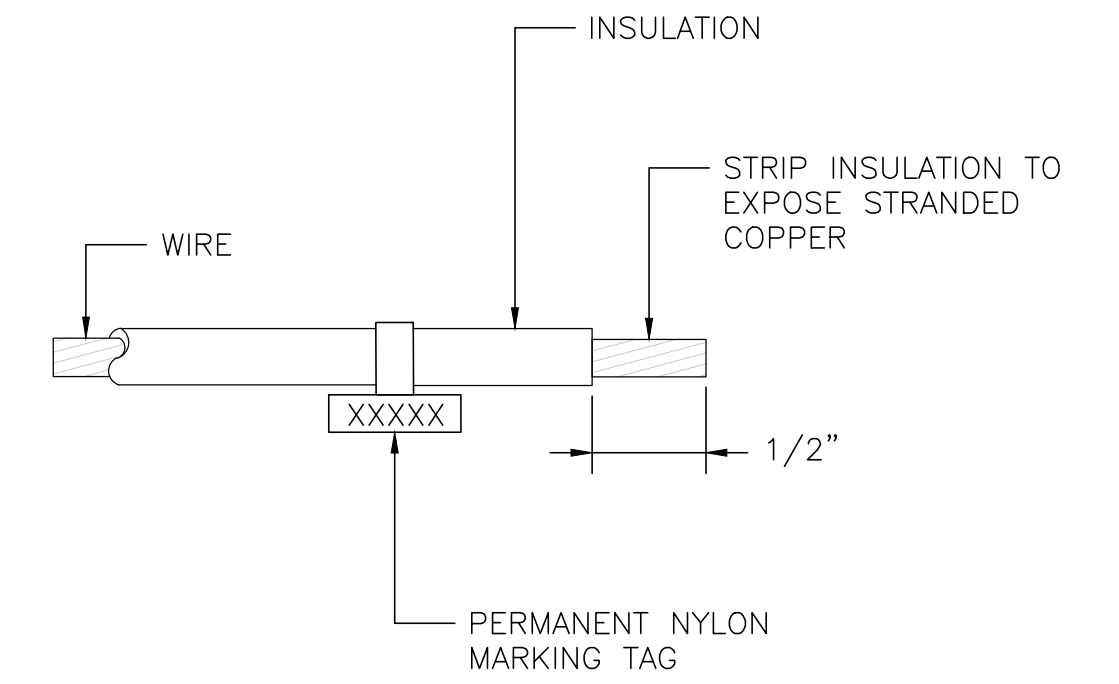 INSULATION
STRIP INSULATION TO
EXPOSE STRANDED
COPPER
WIRE
XXXXX
1/2”
PERMANENT NYLON
MARKING TAG